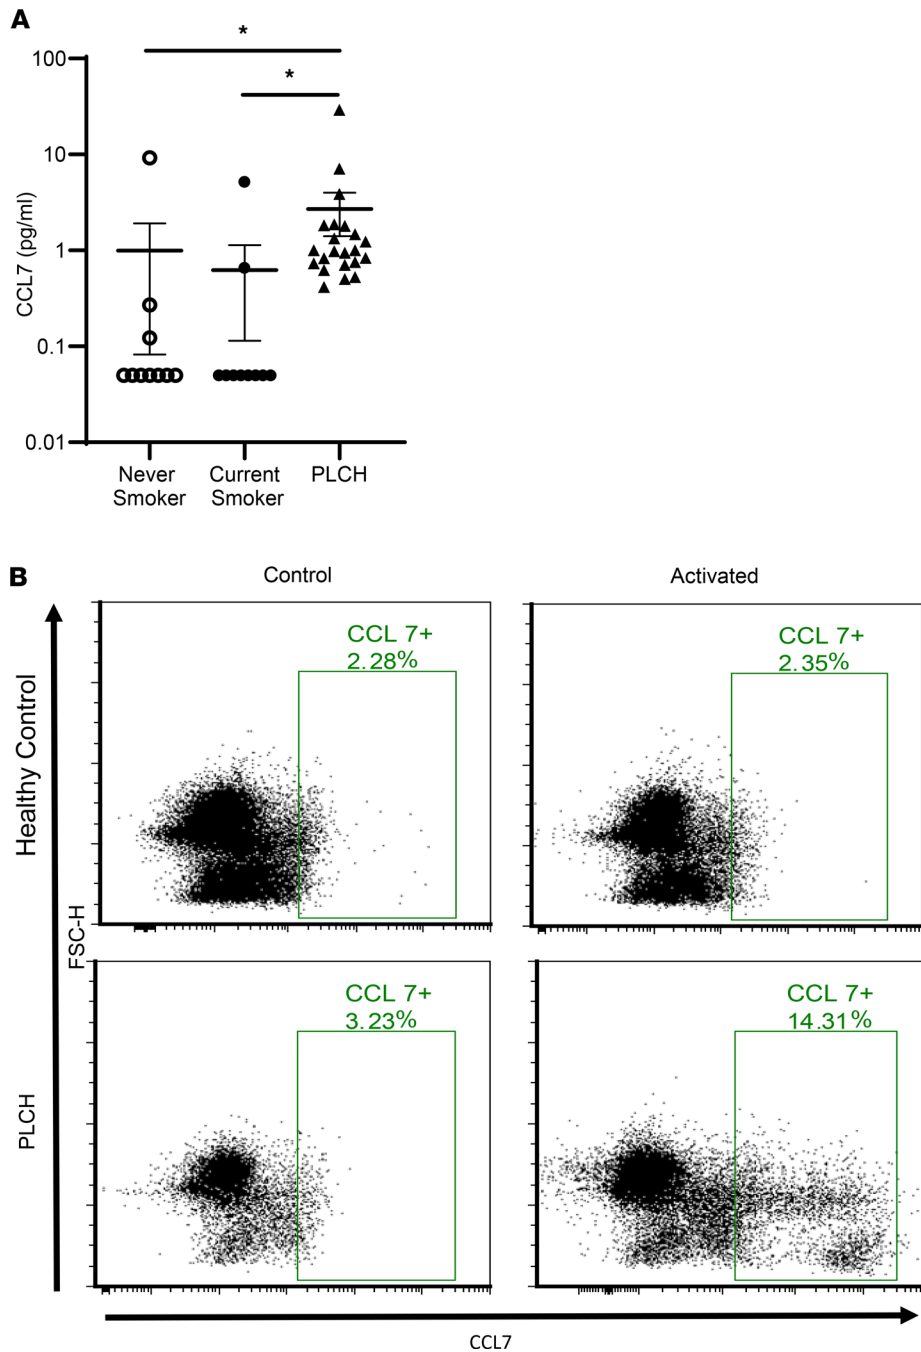 A
*
*
100
10
1
0.1
0.01
CCL7 (pg/ml)
Never
Smoker
Current
Smoker
PLCH
B
Control
Activated
Healthy Control
FSC-H
PLCH
CCL 7+
2.28%
CCL 7+
2.35%
CCL 7+
3.23%
CCL 7+
14.31%
CCL7